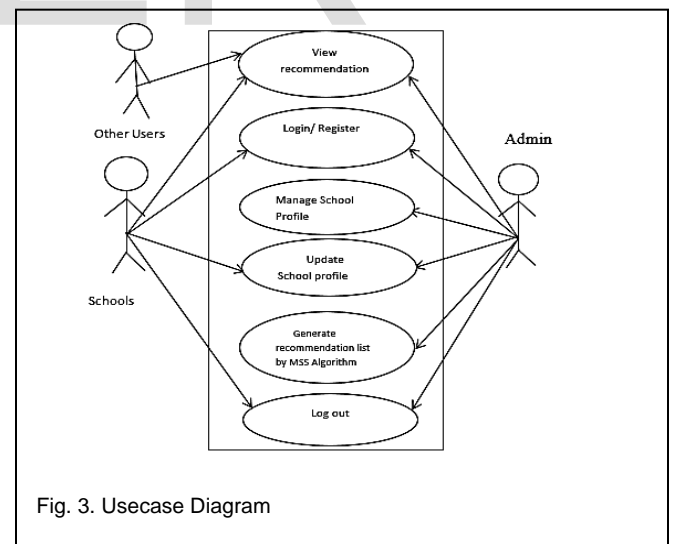 View
recommendation
Other Users
Login/ Register
Admin
Manage School
Profile
Update
School profile
Schools
Generate
recommendation list
by MSS Algorithm
Log out
Fig. 3. Usecase Diagram